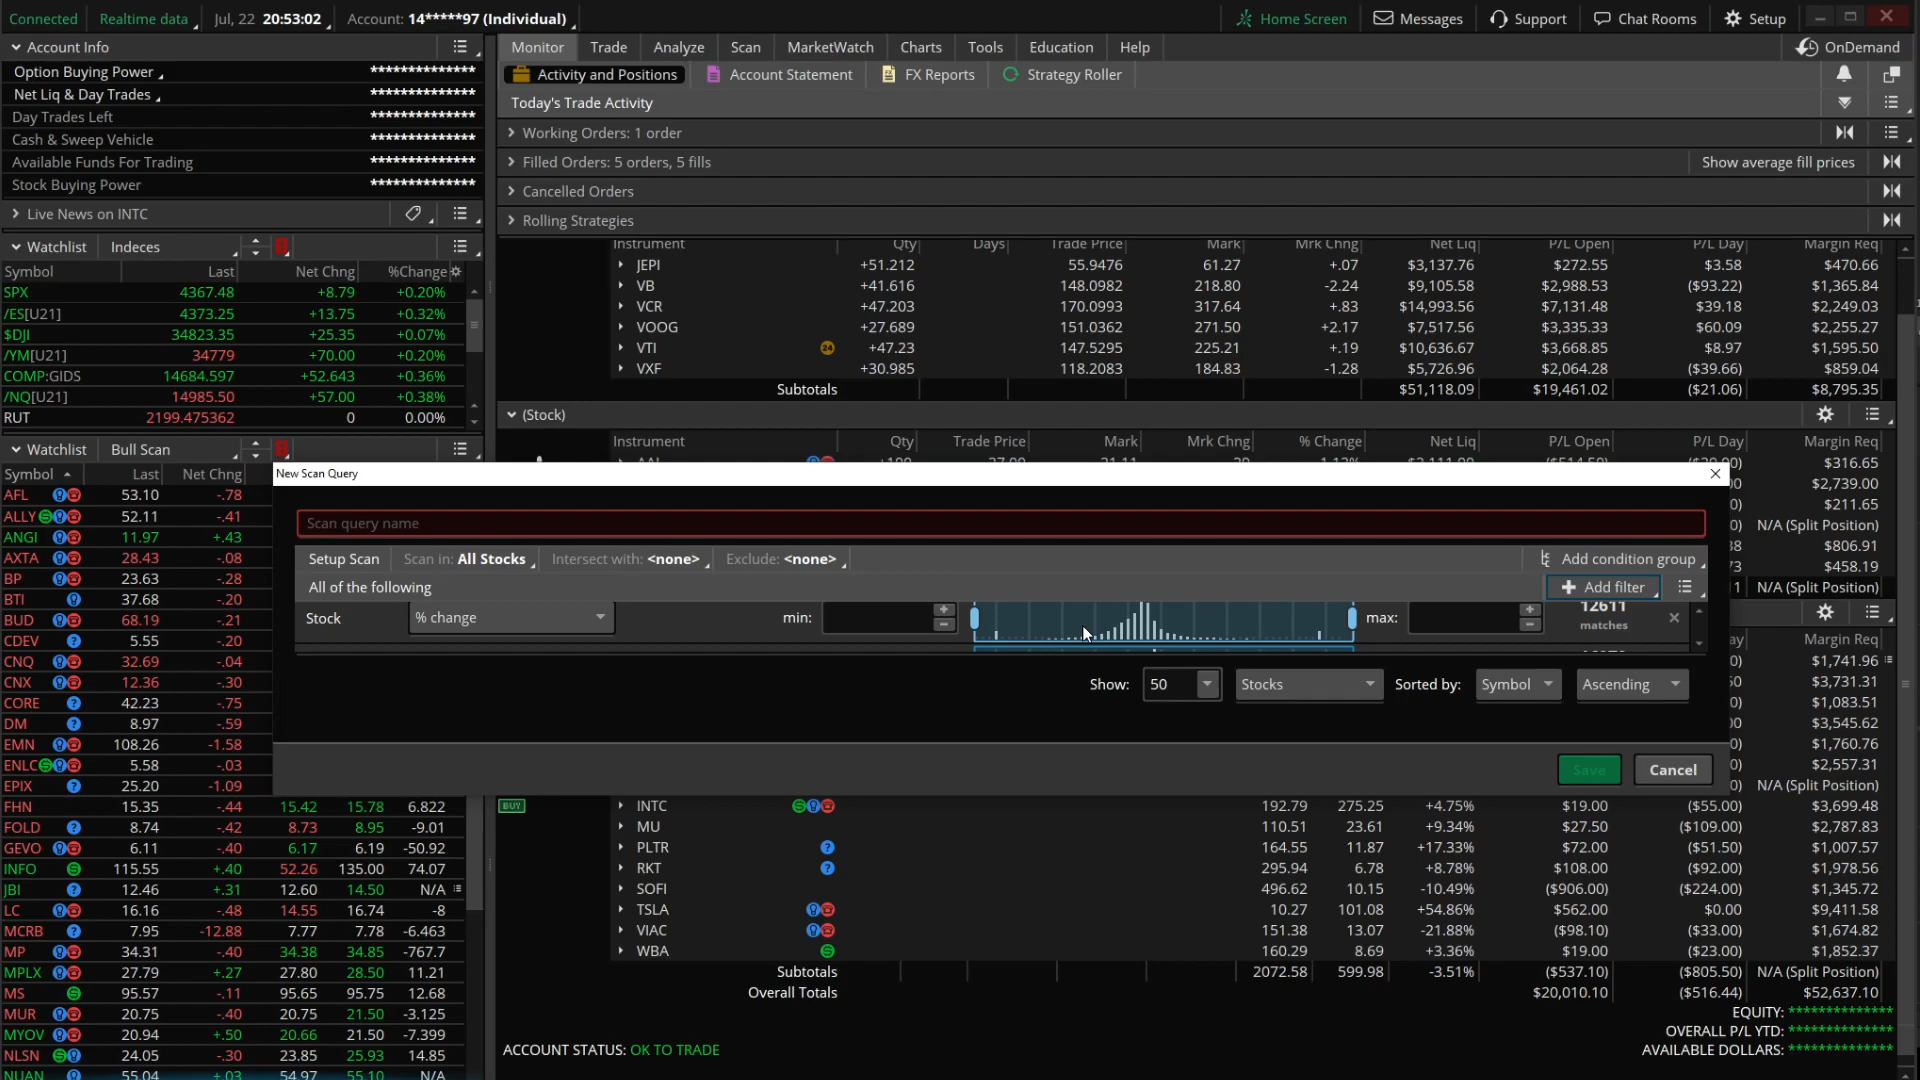 Connected Realtime data Jul, 22 20:53:02 Account: 14*****97 (Individual) Home Screen Messages Support Chat Rooms Setup
Account Info
Option Buying Power **************
Net Liq & Day Trades **************
Day Trades Left **************
Cash & Sweep Vehicle **************
Available Funds For Trading **************
Stock Buying Power **************
Live News on INTC
Watchlist Indeces
Symbol Last Net Chng %Change
SPX 4367.48 +8.79 +0.20%
/ES[U21] 4373.25 +13.75 +0.32%
$DJI 34823.35 +25.35 +0.07%
/YM[U21] 34779 +70.00 +0.20%
COMP:GIDS 14684.597 +52.643 +0.36%
/NQ[U21] 14985.50 +57.00 +0.38%
RUT 2199.475362 0 0.00%
Watchlist Bull Scan
Symbol Last Net Chng
AFL 53.10 -.78
ALLY 52.11 -.41
ANGI 11.97 +.43
AXTA 28.43 -.08
BP 23.63 -.28
BTI 37.68 -.20
BUD 68.19 -.21
CDEV 5.55 -.20
CNQ 32.69 -.04
CNX 12.36 -.30
CORE 42.23 -.75
DM 8.97 -.59
EMN 108.26 -1.58
ENLC 5.58 -.03
EPIX 25.20 -1.09
FHN 15.35 -.44 15.42 15.78 6.822
FOLD 8.74 -.42 8.73 8.95 -9.01
GEVO 6.11 -.40 6.17 6.19 -50.92
INFO 115.55 +.40 52.26 135.00 74.07
JBI 12.46 +.31 12.60 14.50 N/A
LC 16.16 -.48 14.55 16.74 -8
MCRB 7.95 -12.88 7.77 7.78 -6.463
MP 34.31 -.40 34.38 34.85 -767.7
MPLX 27.79 +.27 27.80 28.50 11.21
MS 95.57 -.11 95.65 95.75 12.68
MUR 20.75 -.40 20.75 21.50 -3.125
MYOV 20.94 +.50 20.66 21.50 -7.399
NLSN 24.05 -.30 23.85 25.93 14.85
NUAN 55.04 +.03 54.97 55.10 N/A
Monitor Trade Analyze Scan MarketWatch Charts Tools Education Help OnDemand
Activity and Positions Account Statement FX Reports Strategy Roller
Today's Trade Activity
Working Orders: 1 order
Filled Orders: 5 orders, 5 fills Show average fill prices
Cancelled Orders
Rolling Strategies
Instrument Qty Days Trade Price Mark Mrk Chng Net Liq P/L Open P/L Day Margin Req
JEPI +51.212 55.9476 61.27 +.07 $3,137.76 $272.55 $3.58 $470.66
VB +41.616 148.0982 218.80 -2.24 $9,105.58 $2,988.53 ($93.22) $1,365.84
VCR +47.203 170.0993 317.64 +.83 $14,993.56 $7,131.48 $39.18 $2,249.03
VOOG +27.689 151.0362 271.50 +2.17 $7,517.56 $3,335.33 $60.09 $2,255.27
VTI 24 +47.23 147.5295 225.21 +.19 $10,636.67 $3,668.85 $8.97 $1,595.50
VXF +30.985 118.2083 184.83 -1.28 $5,726.96 $2,064.28 ($39.66) $859.04
Subtotals $51,118.09 $19,461.02 ($21.06) $8,795.35
(Stock)
Instrument Qty Trade Price Mark Mrk Chng % Change Net Liq P/L Open P/L Day Margin Req
$316.65
$2,739.00
$211.65
N/A (Split Position)
$806.91
$458.19
N/A (Split Position)
Margin Req
$1,741.96
$3,731.31
$1,083.51
$3,545.62
$1,760.76
$2,557.31
N/A (Split Position)
New Scan Query
Scan query name
Setup Scan Scan in: All Stocks Intersect with: <none> Exclude: <none> Add condition group
All of the following Add filter
Stock % change min: max: 12611
matches
Show: 50 Stocks Sorted by: Symbol Ascending
Save Cancel
BUY INTC 192.79 275.25 +4.75% $19.00 ($55.00) $3,699.48
MU 110.51 23.61 +9.34% $27.50 ($109.00) $2,787.83
PLTR 164.55 11.87 +17.33% $72.00 ($51.50) $1,007.57
RKT 295.94 6.78 +8.78% $108.00 ($92.00) $1,978.56
SOFI 496.62 10.15 -10.49% ($906.00) ($224.00) $1,345.72
TSLA 10.27 101.08 +54.86% $562.00 $0.00 $9,411.58
VIAC 151.38 13.07 -21.88% ($98.10) ($33.00) $1,674.82
WBA 160.29 8.69 +3.36% $19.00 ($23.00) $1,852.37
Subtotals 2072.58 599.98 -3.51% ($537.10) ($805.50) N/A (Split Position)
Overall Totals $20,010.10 ($516.44) $52,637.10
EQUITY: **************
OVERALL P/L YTD: **************
ACCOUNT STATUS: OK TO TRADE AVAILABLE DOLLARS: **************